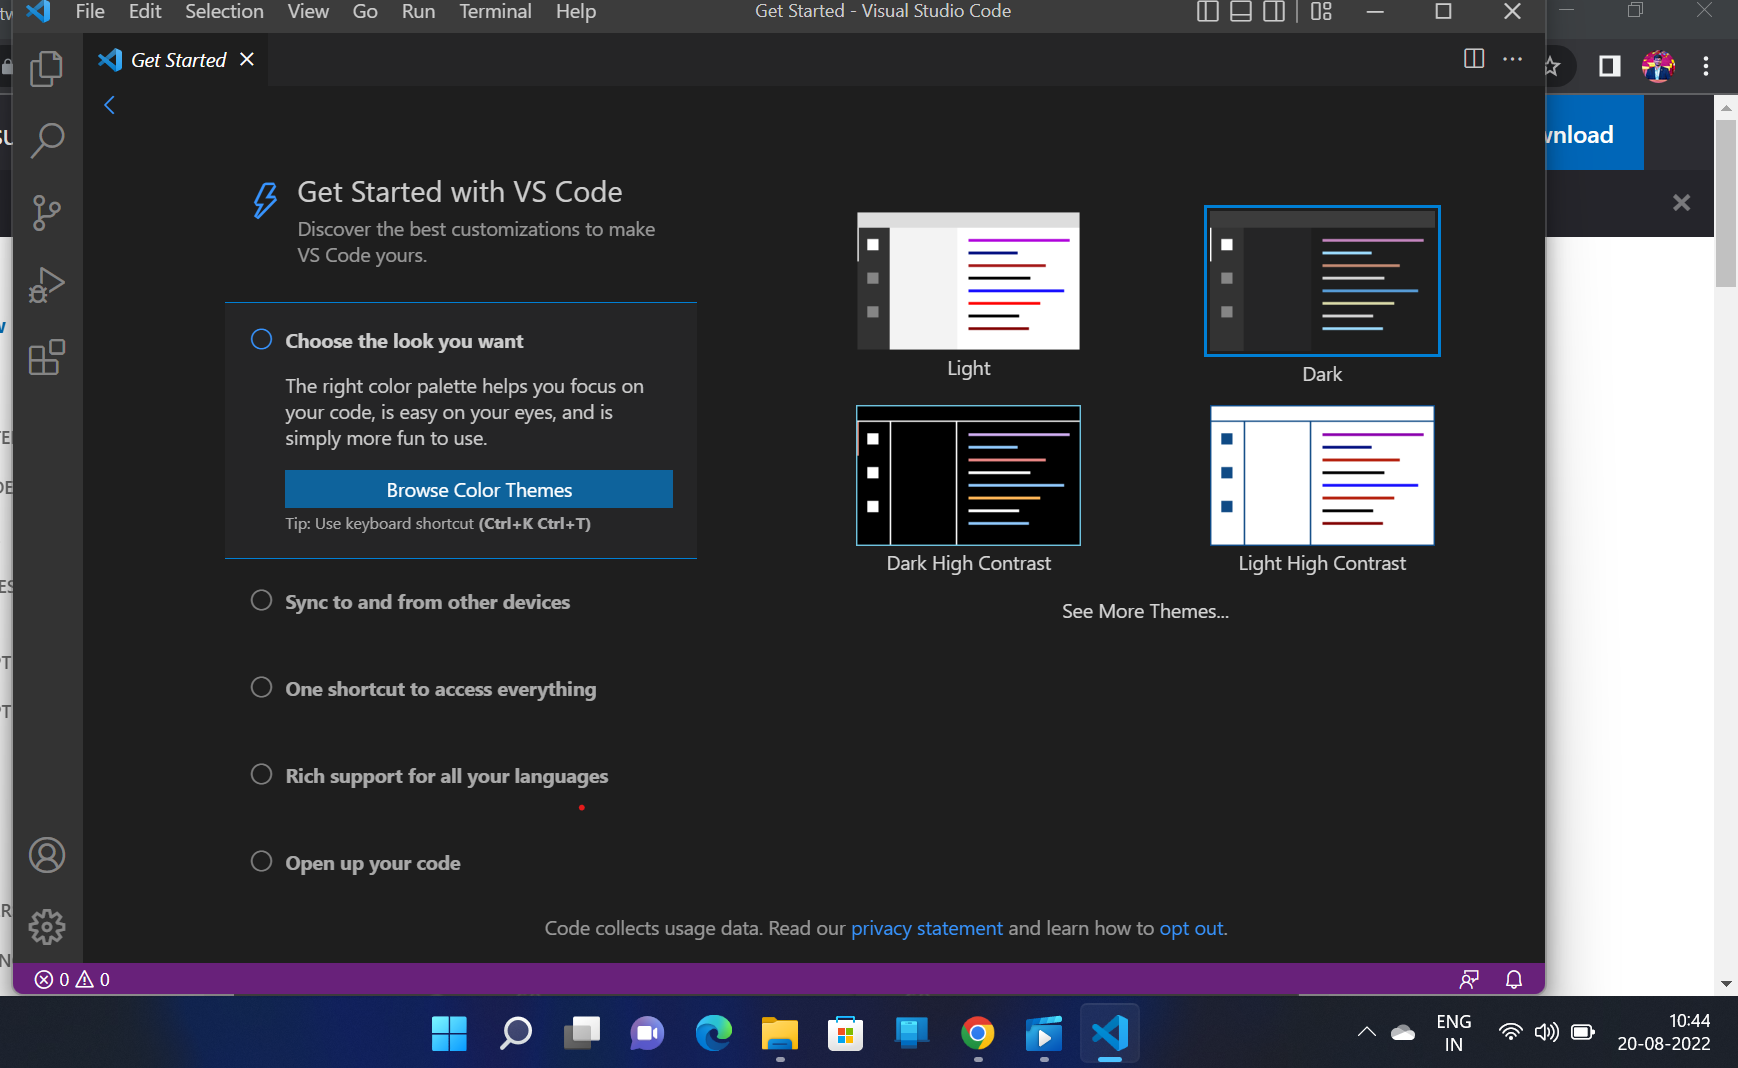 File Edit Selection View Go Run Terminal Help
Get Started - Visual Studio Code
Get Started
Get Started with VS Code
Discover the best customizations to make
VS Code yours.
Choose the look you want
The right color palette helps you focus on
your code, is easy on your eyes, and is
simply more fun to use.
Browse Color Themes
Tip: Use keyboard shortcut (Ctrl+K Ctrl+T)
Sync to and from other devices
One shortcut to access everything
Rich support for all your languages
Open up your code
Light
Dark
Dark High Contrast
Light High Contrast
See More Themes...
Code collects usage data. Read our privacy statement and learn how to opt out.
0 0
wnload
ENG
IN
10:44
20-08-2022